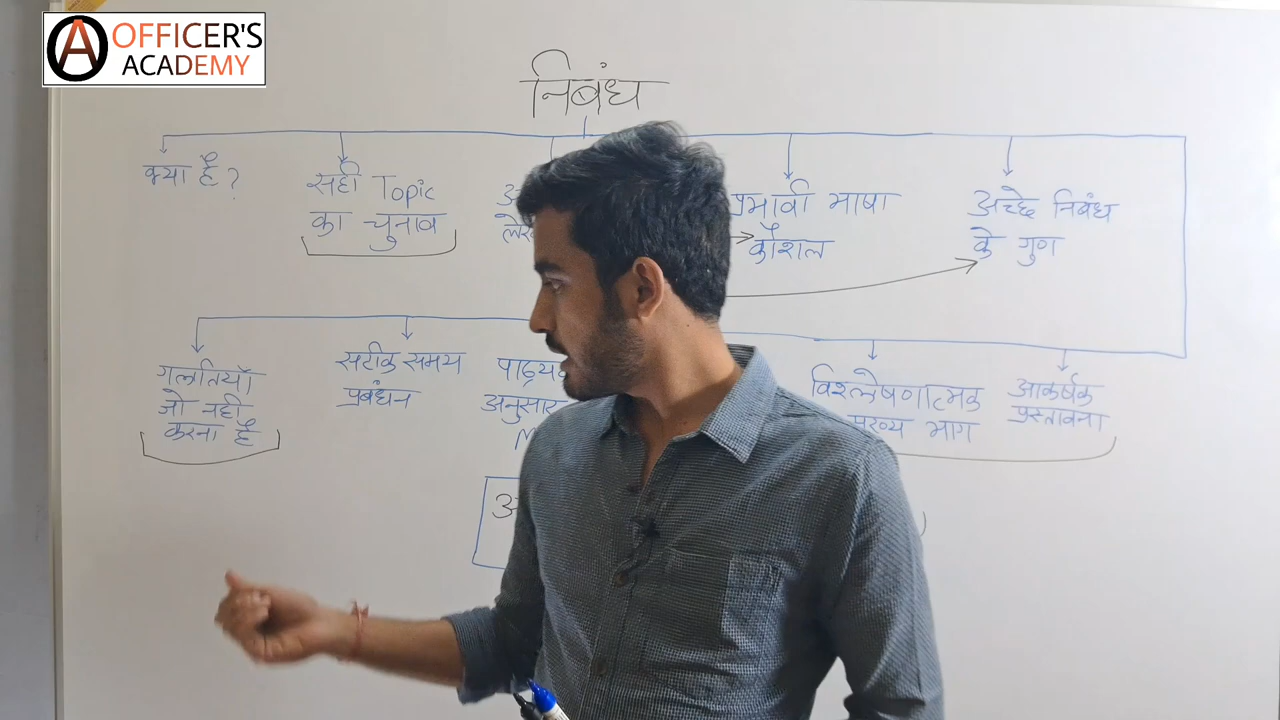 OFFICER'S
ACADEMY
निबंध
क्या है ?
सही Topic
का चुनाव
प्रभावी भाषा
कौशल
अच्छे निबंध
के गुण
गलतियाँ
जो नही
करना है
सटीक समय
प्रबंधन
अनुसार
विश्लेषणात्मक
मुख्य भाग
आकर्षक
प्रस्तावना